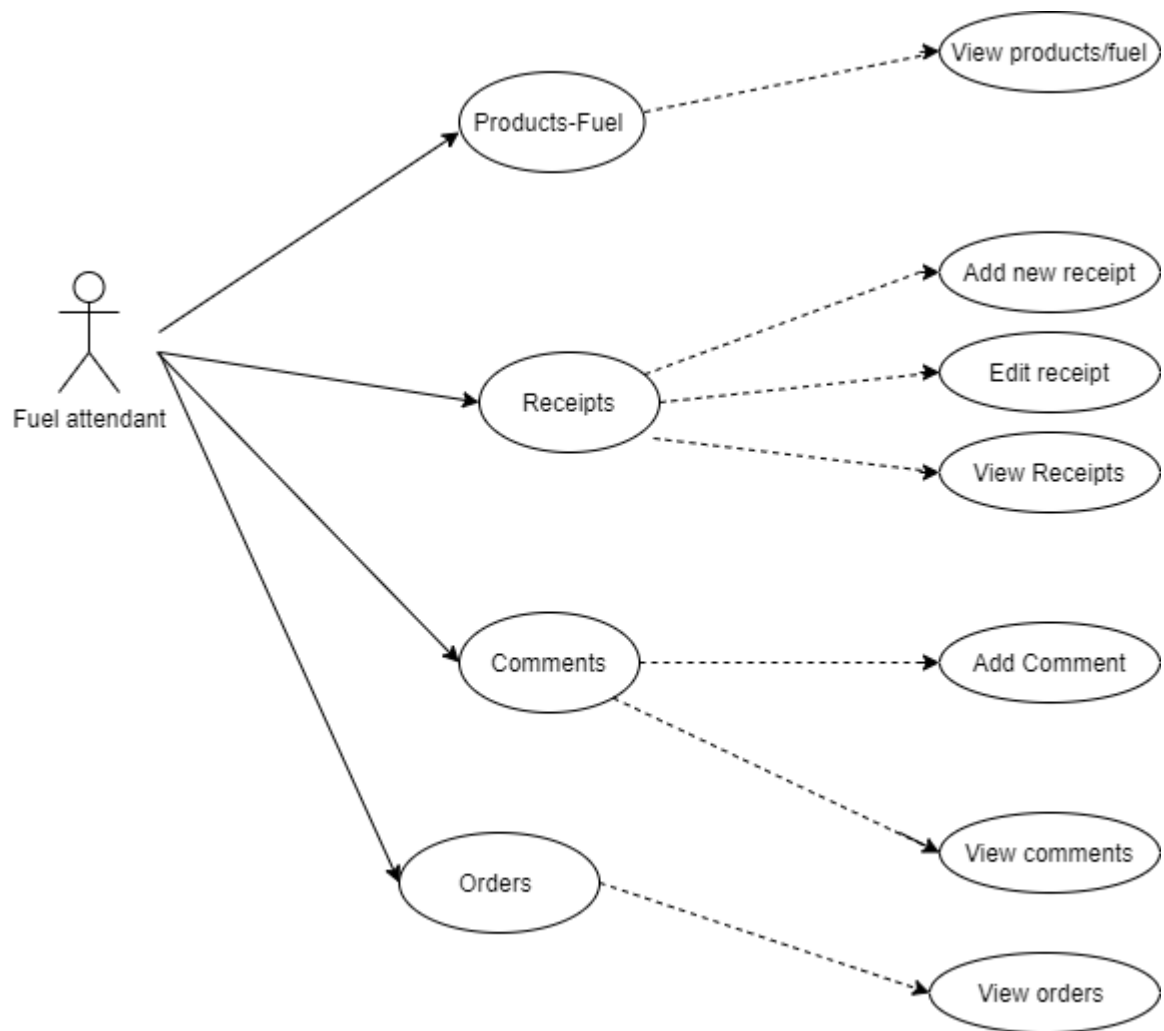 View products/fuel
Products-Fuel
Add new receipt
Fuel attendant
Receipts
Edit receipt
View Receipts
Comments
Add Comment
View comments
Orders
View orders